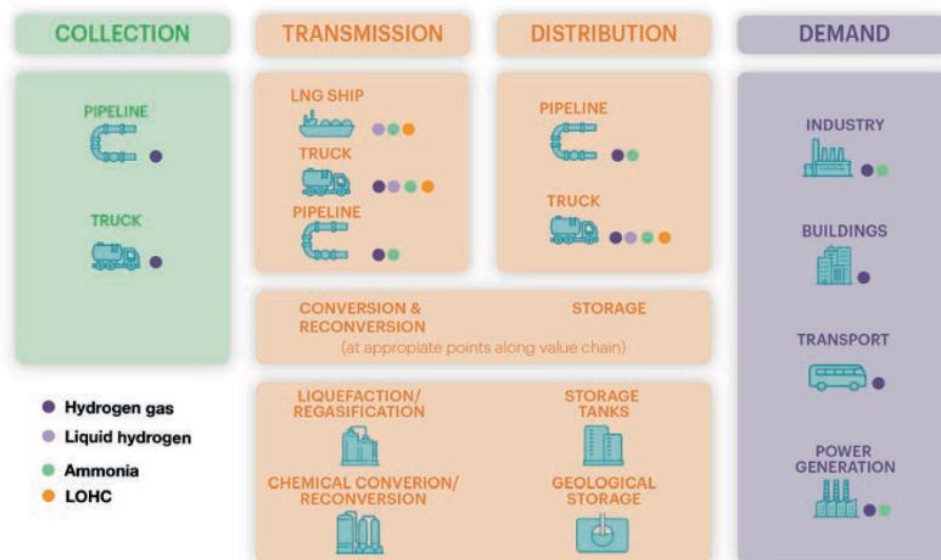 COLLECTION
TRANSMISSION
DISTRIBUTION
DEMAND
PIPELINE
TRUCK
LNG SHIP
TRUCK
PIPELINE
PIPELINE
TRUCK
INDUSTRY
BUILDINGS
TRANSPORT
POWER
GENERATION
CONVERSION &
RECONVERSION
STORAGE
(at appropiate points along value chain)
LIQUEFACTION/
REGASIFICATION
STORAGE
TANKS
CHEMICAL CONVERION/
RECONVERSION
GEOLOGICAL
STORAGE
Hydrogen gas
Liquid hydrogen
Ammonia
LOHC